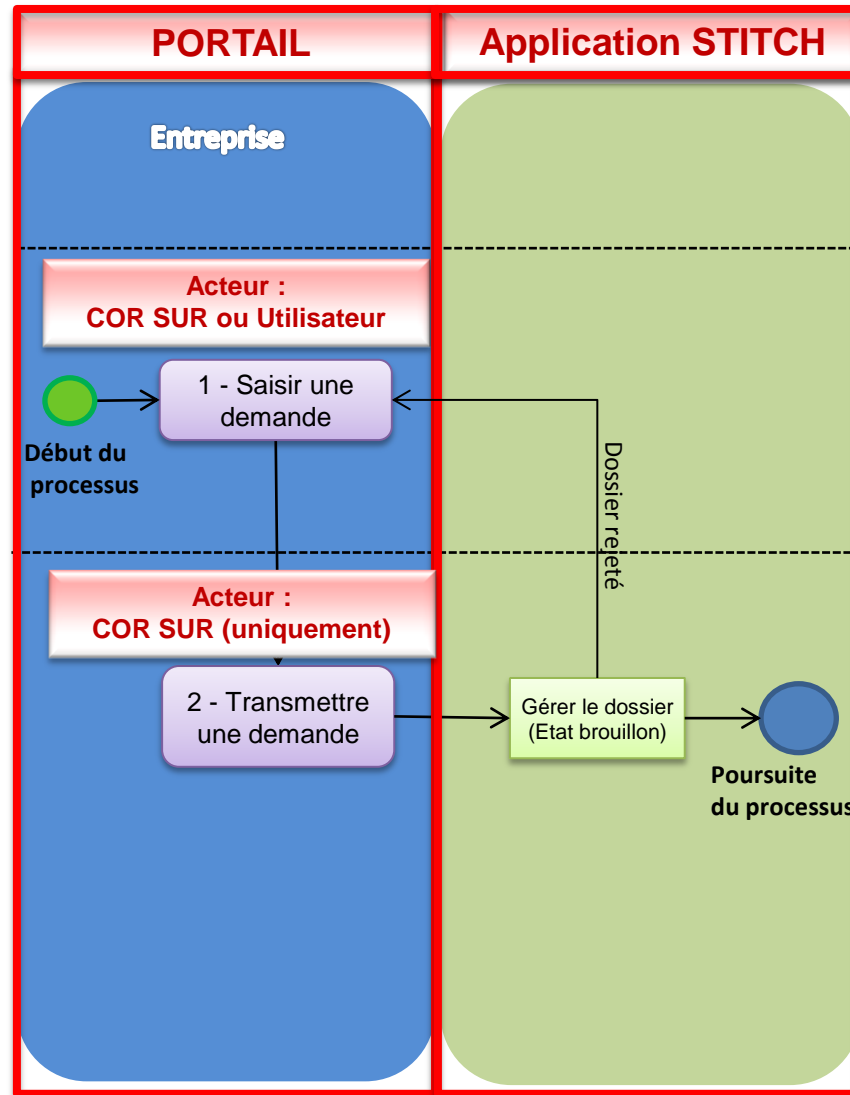 PORTAIL
Application STITCH
Entreprise
Acteur :
COR SUR ou Utilisateur
1 - Saisir une
demande
Début du
processus
Dossier rejeté
Acteur :
COR SUR (uniquement)
2 - Transmettre
une demande
Gérer le dossier
(Etat brouillon)
Poursuite
du processus